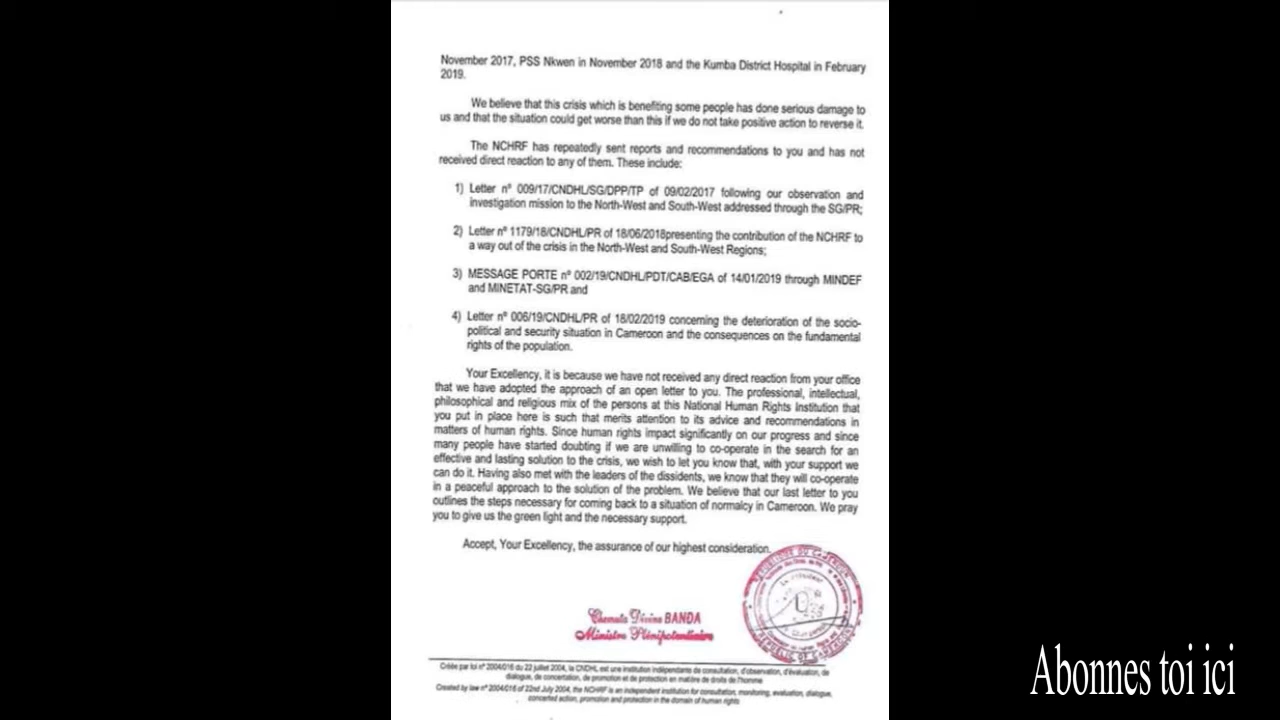 November 2017, PSS Nkwen in November 2018 and the Kumba District Hospital in February
2019.
We believe that this crisis which is benefiting some people has done serious damage to
us and that the situation could get worse than this if we do not take positive action to reverse it.
The NCHRF has repeatedly sent reports and recommendations to you and has not
received direct reaction to any of them. These include:
1) Letter n° 009/17/CNDHL/SG/DPP/TP of 09/02/2017 following our observation and
investigation mission to the North-West and South-West addressed through the SG/PR;
2) Letter n° 1179/18/CNDHL/PR of 18/06/2018presenting the contribution of the NCHRF to
a way out of the crisis in the North-West and South-West Regions;
3) MESSAGE PORTE n° 002/19/CNDHL/PDT/CAB/EGA of 14/01/2019 through MINDEF
and MINETAT-SG/PR and
4) Letter n° 006/19/CNDHL/PR of 18/02/2019 concerning the deterioration of the socio-
political and security situation in Cameroon and the consequences on the fundamental
rights of the population.
Your Excellency, it is because we have not received any direct reaction from your office
that we have adopted the approach of an open letter to you. The professional, intellectual,
philosophical and religious mix of the persons at this National Human Rights Institution that
you put in place here is such that merits attention to its advice and recommendations in
matters of human rights. Since human rights impact significantly on our progress and since
many people have started doubting if we are unwilling to co-operate in the search for an
effective and lasting solution to the crisis, we wish to let you know that, with your support we
can do it. Having also met with the leaders of the dissidents, we know that they will co-operate
in a peaceful approach to the solution of the problem. We believe that our last letter to you
outlines the steps necessary for coming back to a situation of normalcy in Cameroon. We pray
you to give us the green light and the necessary support.
Accept, Your Excellency, the assurance of our highest consideration.
REPUBLIQUE DU CAMEROUN
REPUBLIC OF CAMEROON
Chemuta Divine BANDA
Ministre Plénipotentiaire
Créée par loi n° 2004/016 du 22 juillet 2004, la CNDHL est une institution indépendante de consultation, d'observation, d'évaluation, de
dialogue, de concertation, de promotion et de protection en matière de droits de l'homme
Created by law n° 2004/016 of 22nd July 2004, the NCHRF is an independent institution for consultation, monitoring, evaluation, dialogue,
concerted action, promotion and protection in the domain of human rights
Abonnes toi ici